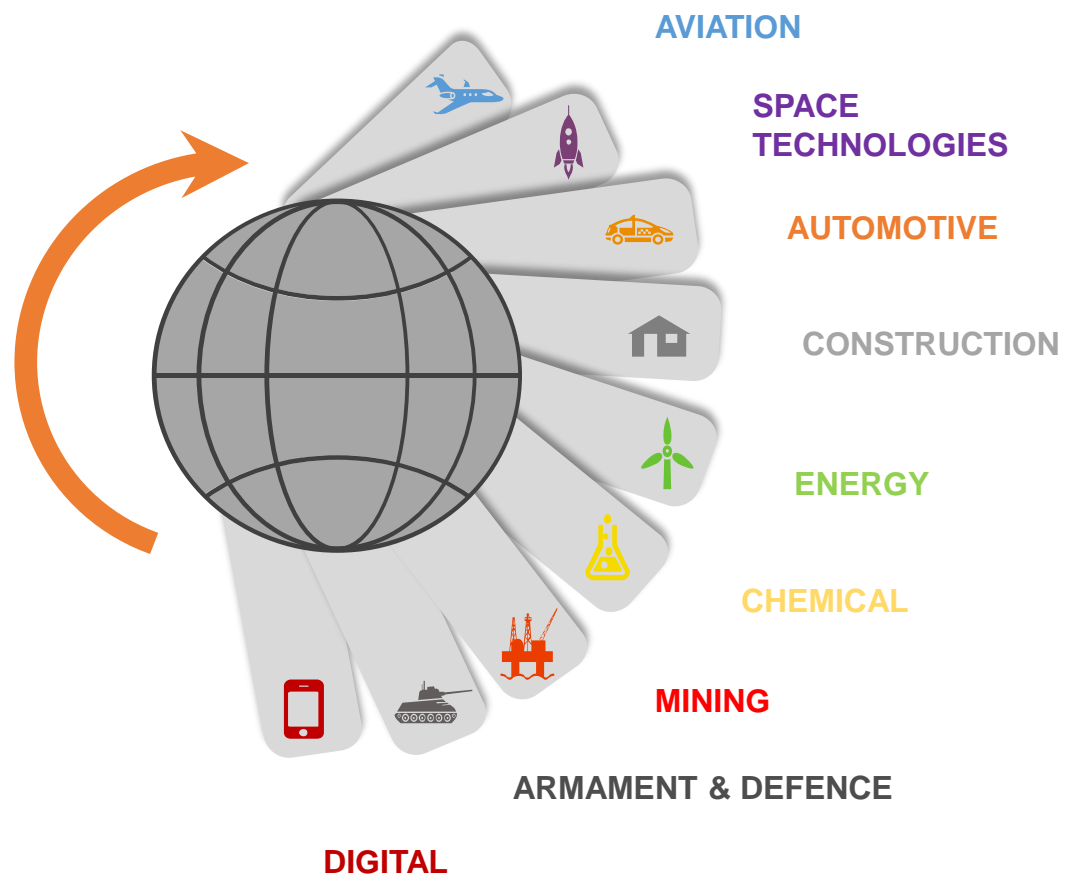 AVIATION
SPACE
TECHNOLOGIES
AUTOMOTIVE
CONSTRUCTION
ENERGY
CHEMICAL
MINING
ARMAMENT & DEFENCE
DIGITAL